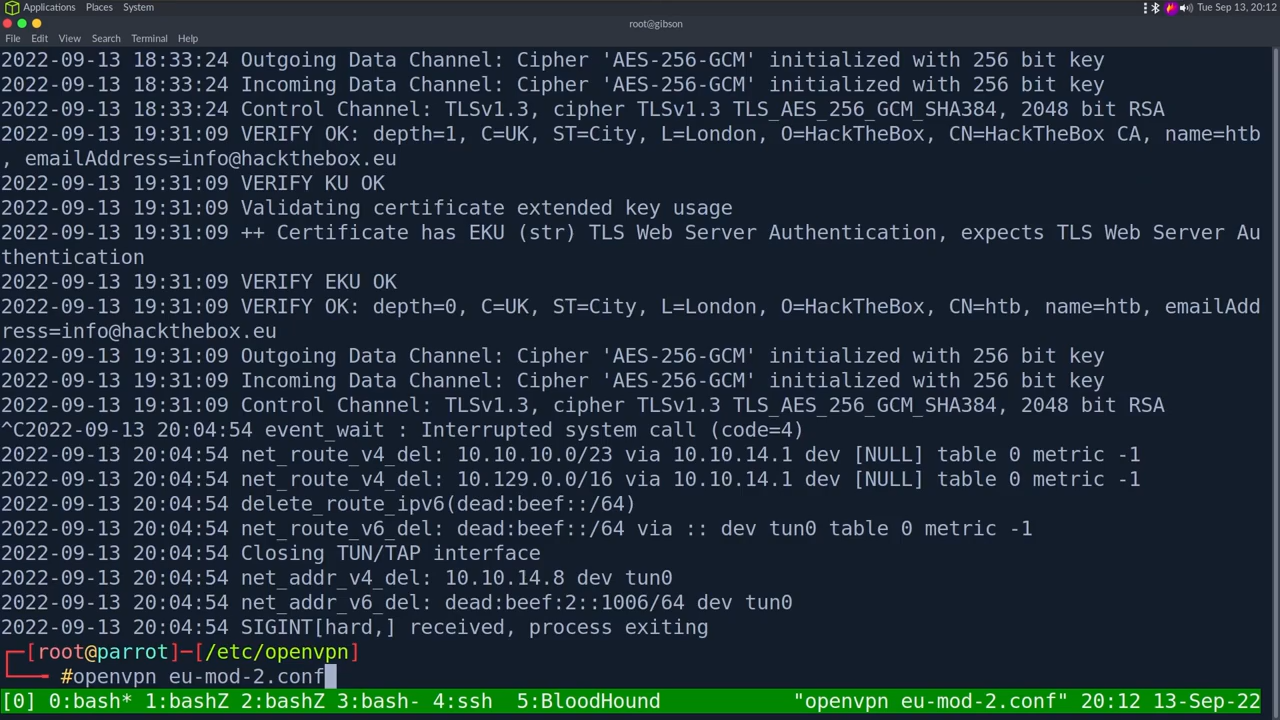 Applications Places System Tue Sep 13, 20:12
root@gibson
File Edit View Search Terminal Help
2022-09-13 18:33:24 Outgoing Data Channel: Cipher 'AES-256-GCM' initialized with 256 bit key
2022-09-13 18:33:24 Incoming Data Channel: Cipher 'AES-256-GCM' initialized with 256 bit key
2022-09-13 18:33:24 Control Channel: TLSv1.3, cipher TLSv1.3 TLS_AES_256_GCM_SHA384, 2048 bit RSA
2022-09-13 19:31:09 VERIFY OK: depth=1, C=UK, ST=City, L=London, O=HackTheBox, CN=HackTheBox CA, name=htb
, emailAddress=info@hackthebox.eu
2022-09-13 19:31:09 VERIFY KU OK
2022-09-13 19:31:09 Validating certificate extended key usage
2022-09-13 19:31:09 ++ Certificate has EKU (str) TLS Web Server Authentication, expects TLS Web Server Au
thentication
2022-09-13 19:31:09 VERIFY EKU OK
2022-09-13 19:31:09 VERIFY OK: depth=0, C=UK, ST=City, L=London, O=HackTheBox, CN=htb, name=htb, emailAdd
ress=info@hackthebox.eu
2022-09-13 19:31:09 Outgoing Data Channel: Cipher 'AES-256-GCM' initialized with 256 bit key
2022-09-13 19:31:09 Incoming Data Channel: Cipher 'AES-256-GCM' initialized with 256 bit key
2022-09-13 19:31:09 Control Channel: TLSv1.3, cipher TLSv1.3 TLS_AES_256_GCM_SHA384, 2048 bit RSA
^C2022-09-13 20:04:54 event_wait : Interrupted system call (code=4)
2022-09-13 20:04:54 net_route_v4_del: 10.10.10.0/23 via 10.10.14.1 dev [NULL] table 0 metric -1
2022-09-13 20:04:54 net_route_v4_del: 10.129.0.0/16 via 10.10.14.1 dev [NULL] table 0 metric -1
2022-09-13 20:04:54 delete_route_ipv6(dead:beef::/64)
2022-09-13 20:04:54 net_route_v6_del: dead:beef::/64 via :: dev tun0 table 0 metric -1
2022-09-13 20:04:54 Closing TUN/TAP interface
2022-09-13 20:04:54 net_addr_v4_del: 10.10.14.8 dev tun0
2022-09-13 20:04:54 net_addr_v6_del: dead:beef:2::1006/64 dev tun0
2022-09-13 20:04:54 SIGINT[hard,] received, process exiting
┌─[root@parrot]─[/etc/openvpn]
└──╼ #openvpn eu-mod-2.conf
[0] 0:bash* 1:bashZ 2:bashZ 3:bash- 4:ssh 5:BloodHound "openvpn eu-mod-2.conf" 20:12 13-Sep-22